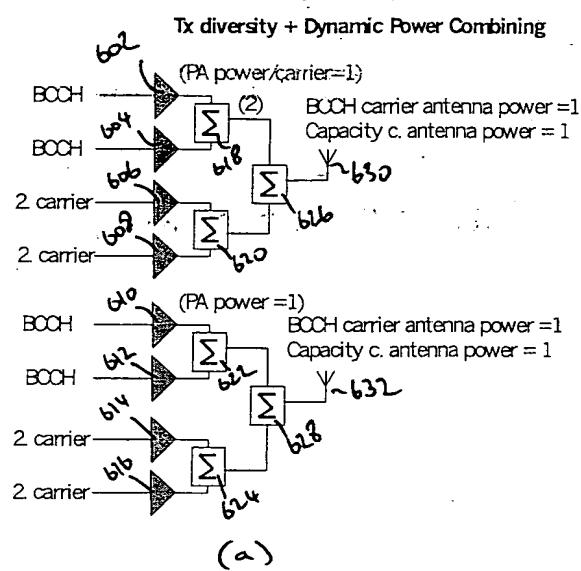 Tx diversity + Dynamic Power Combining
602
(PA power/carrier=1)
BCCH
(2)
BCCH carrier antenna power =1
Capacity c. antenna power = 1
604
Σ
BCCH
618
~630
606
2. carrier
Σ
626
608
Σ
2. carrier
620
610
(PA power =1)
BCCH
BCCH carrier antenna power =1
Capacity c. antenna power = 1
612
Σ
BCCH
622
~632
614
Σ
2. carrier
628
616
Σ
2. carrier
624
(a)